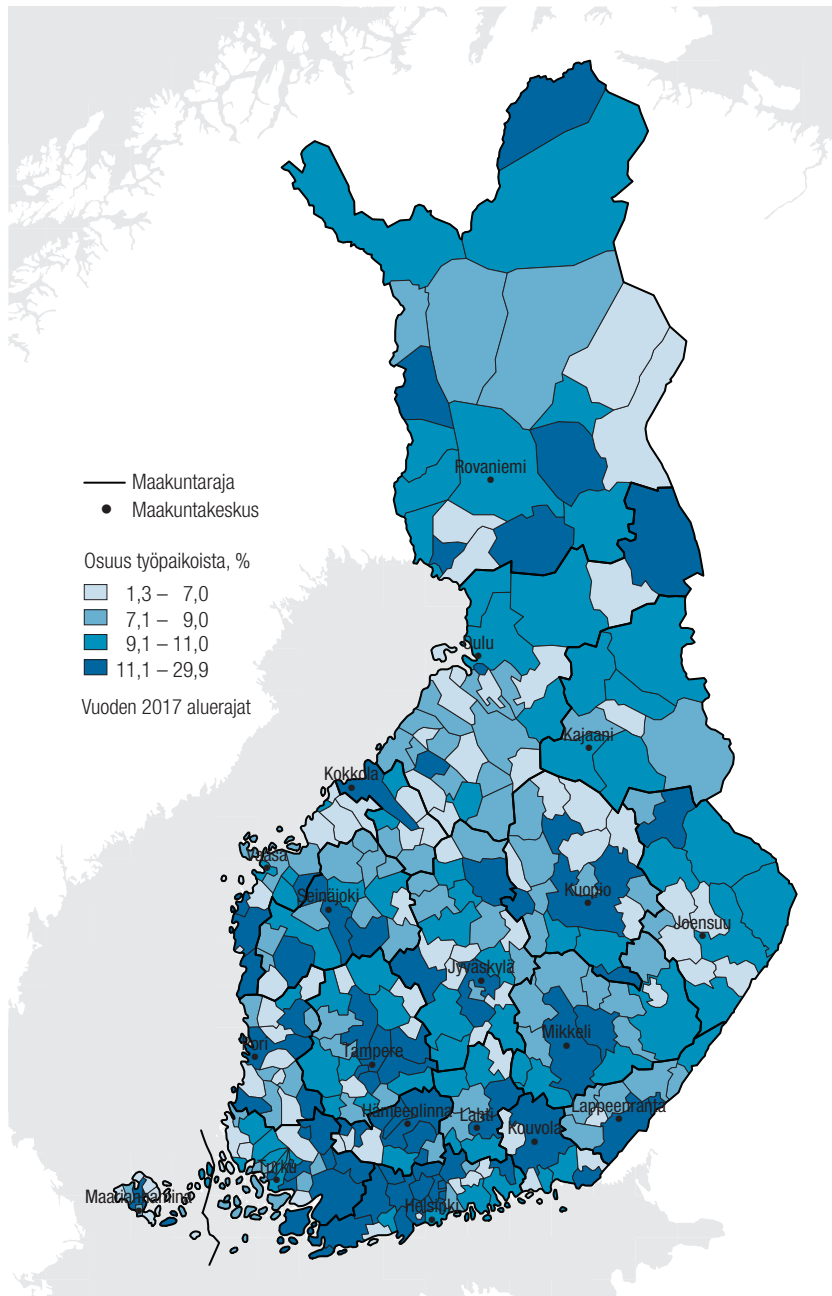 Rovaniemi
Maakuntaraja
Maakuntakeskus
Osuus työpaikoista, %
1,3 – 7,0
7,1 – 9,0
9,1 – 11,0
11,1 – 29,9
Vuoden 2017 aluerajat
Oulu
Kajaani
Kokkola
Vaasa
Seinäjoki
Kuopio
Joensuu
Jyväskylä
Mikkeli
Pori
Tampere
Hämeenlinna
Lahti
Kouvola
Lappeenranta
Turku
Maarianhamina
Helsinki